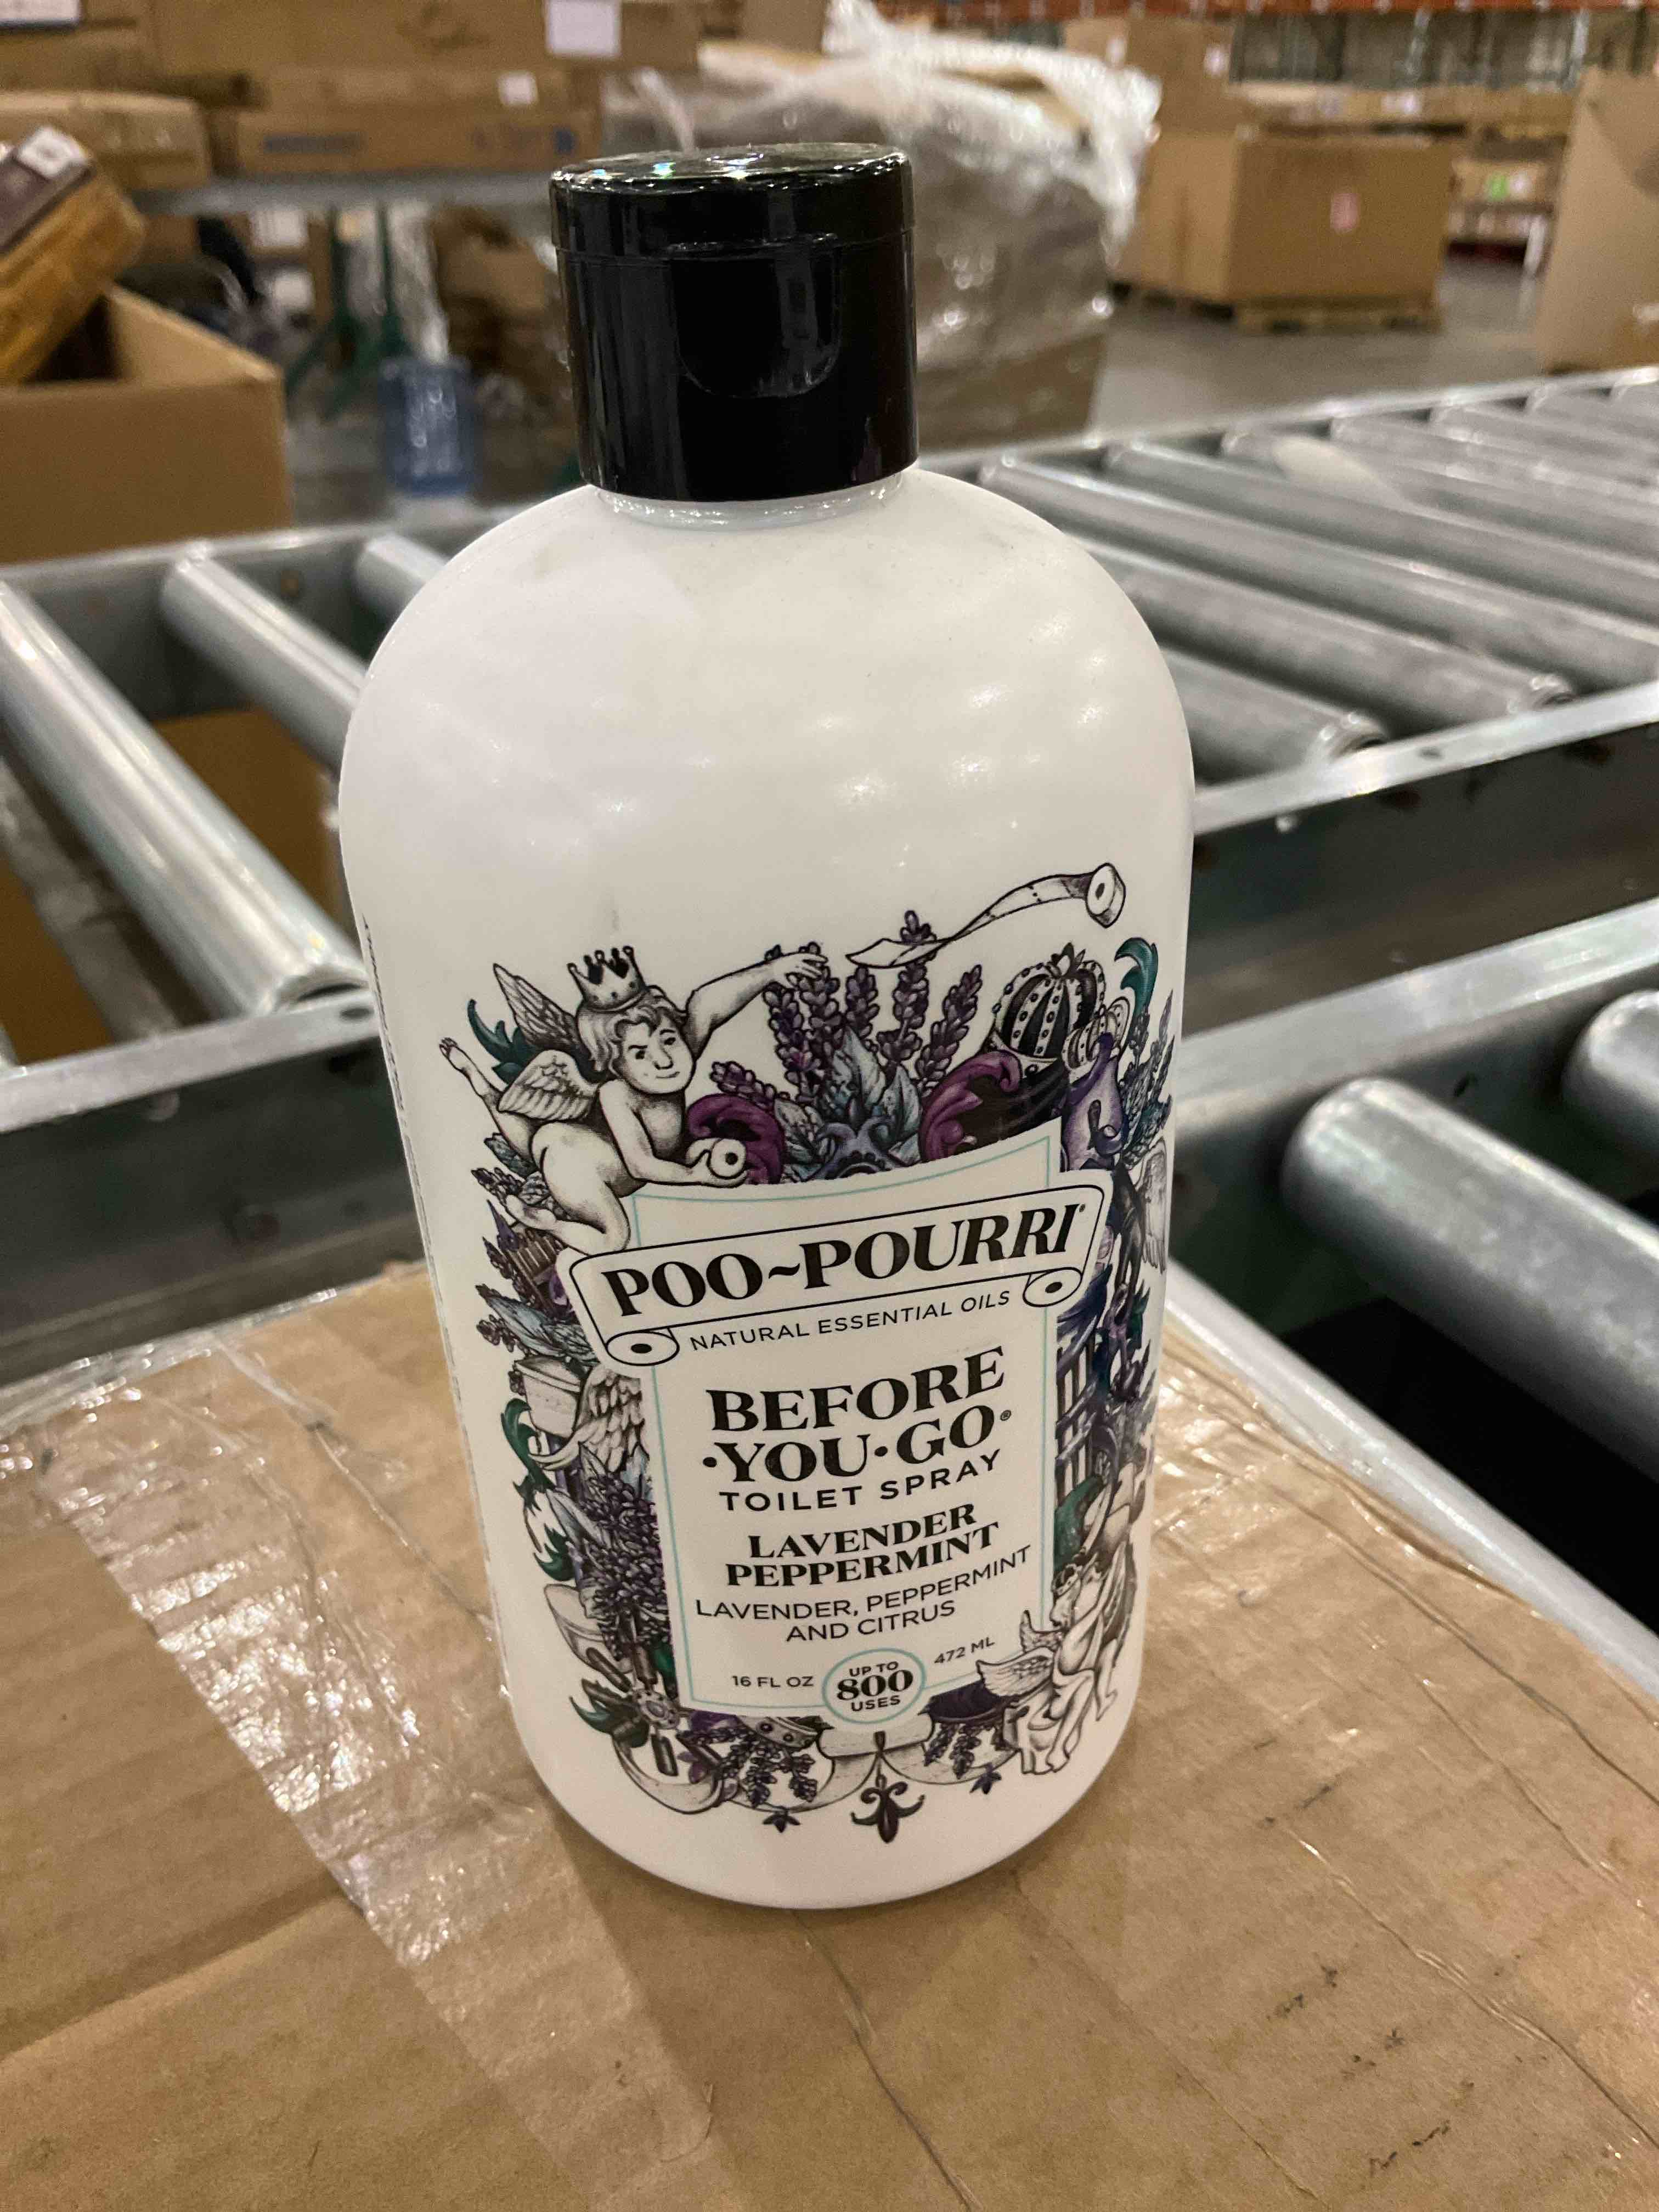 POO~POURRI®
NATURAL ESSENTIAL OILS
BEFORE
•YOU•GO®
TOILET SPRAY
LAVENDER
PEPPERMINT
LAVENDER, PEPPERMINT
AND CITRUS
16 FL OZ
UP TO
800
USES
472 ML